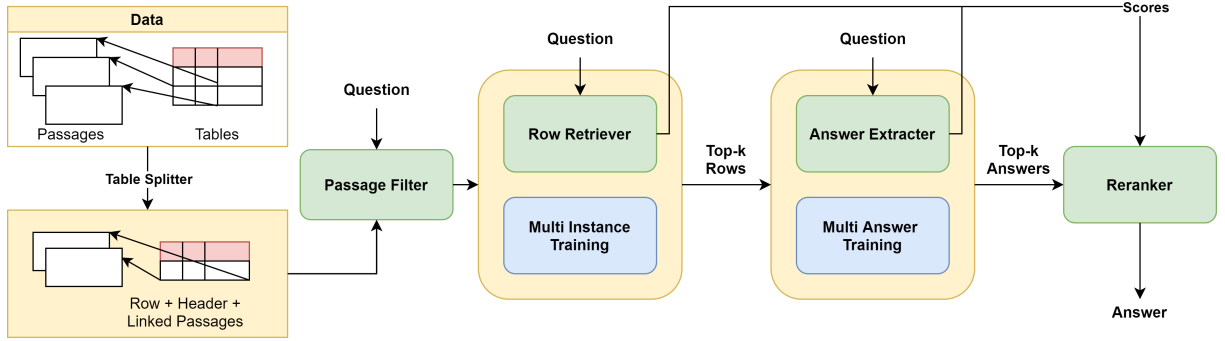 Data
Passages
Tables
Table Splitter
Row + Header +
Linked Passages
Question
Passage Filter
Question
Row Retriever
Multi Instance
Training
Top-k
Rows
Question
Answer Extracter
Multi Answer
Training
Top-k
Answers
Scores
Reranker
Answer